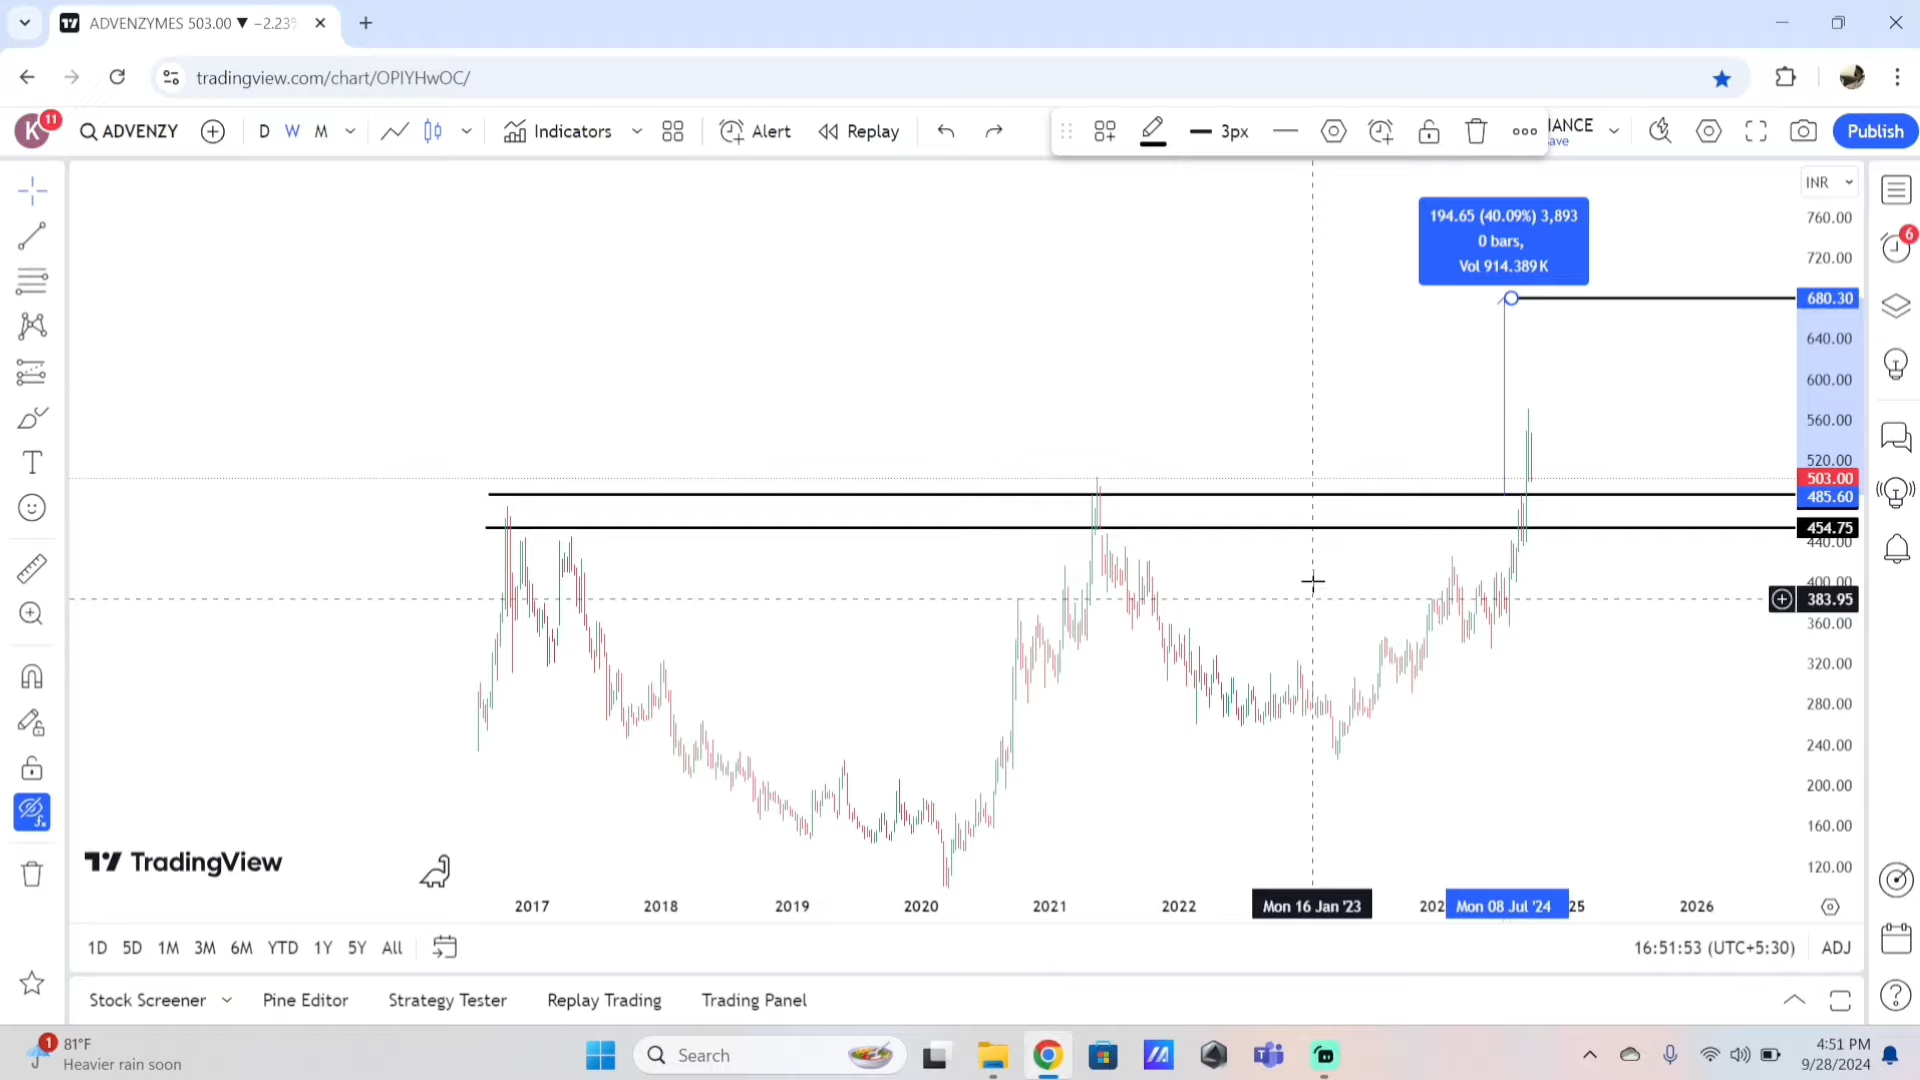 ADVENZYMES 503.00 ▼ −2.23%
tradingview.com/chart/OPIYHwOC/
K 11 ADVENZY D W M Indicators Alert Replay 3px IANCE Publish
ave
INR
760.00
720.00
680.30
640.00
600.00
560.00
520.00
503.00
485.60
454.75
440.00
400.00
383.95
360.00
320.00
280.00
240.00
200.00
160.00
120.00
6
194.65 (40.09%) 3,893
0 bars,
Vol 914.389K
TradingView
2017 2018 2019 2020 2021 2022 Mon 16 Jan '23 202 Mon 08 Jul '24 25 2026
1D 5D 1M 3M 6M YTD 1Y 5Y All 16:51:53 (UTC+5:30) ADJ
Stock Screener Pine Editor Strategy Tester Replay Trading Trading Panel
1 81°F
Heavier rain soon
Search
4:51 PM
9/28/2024